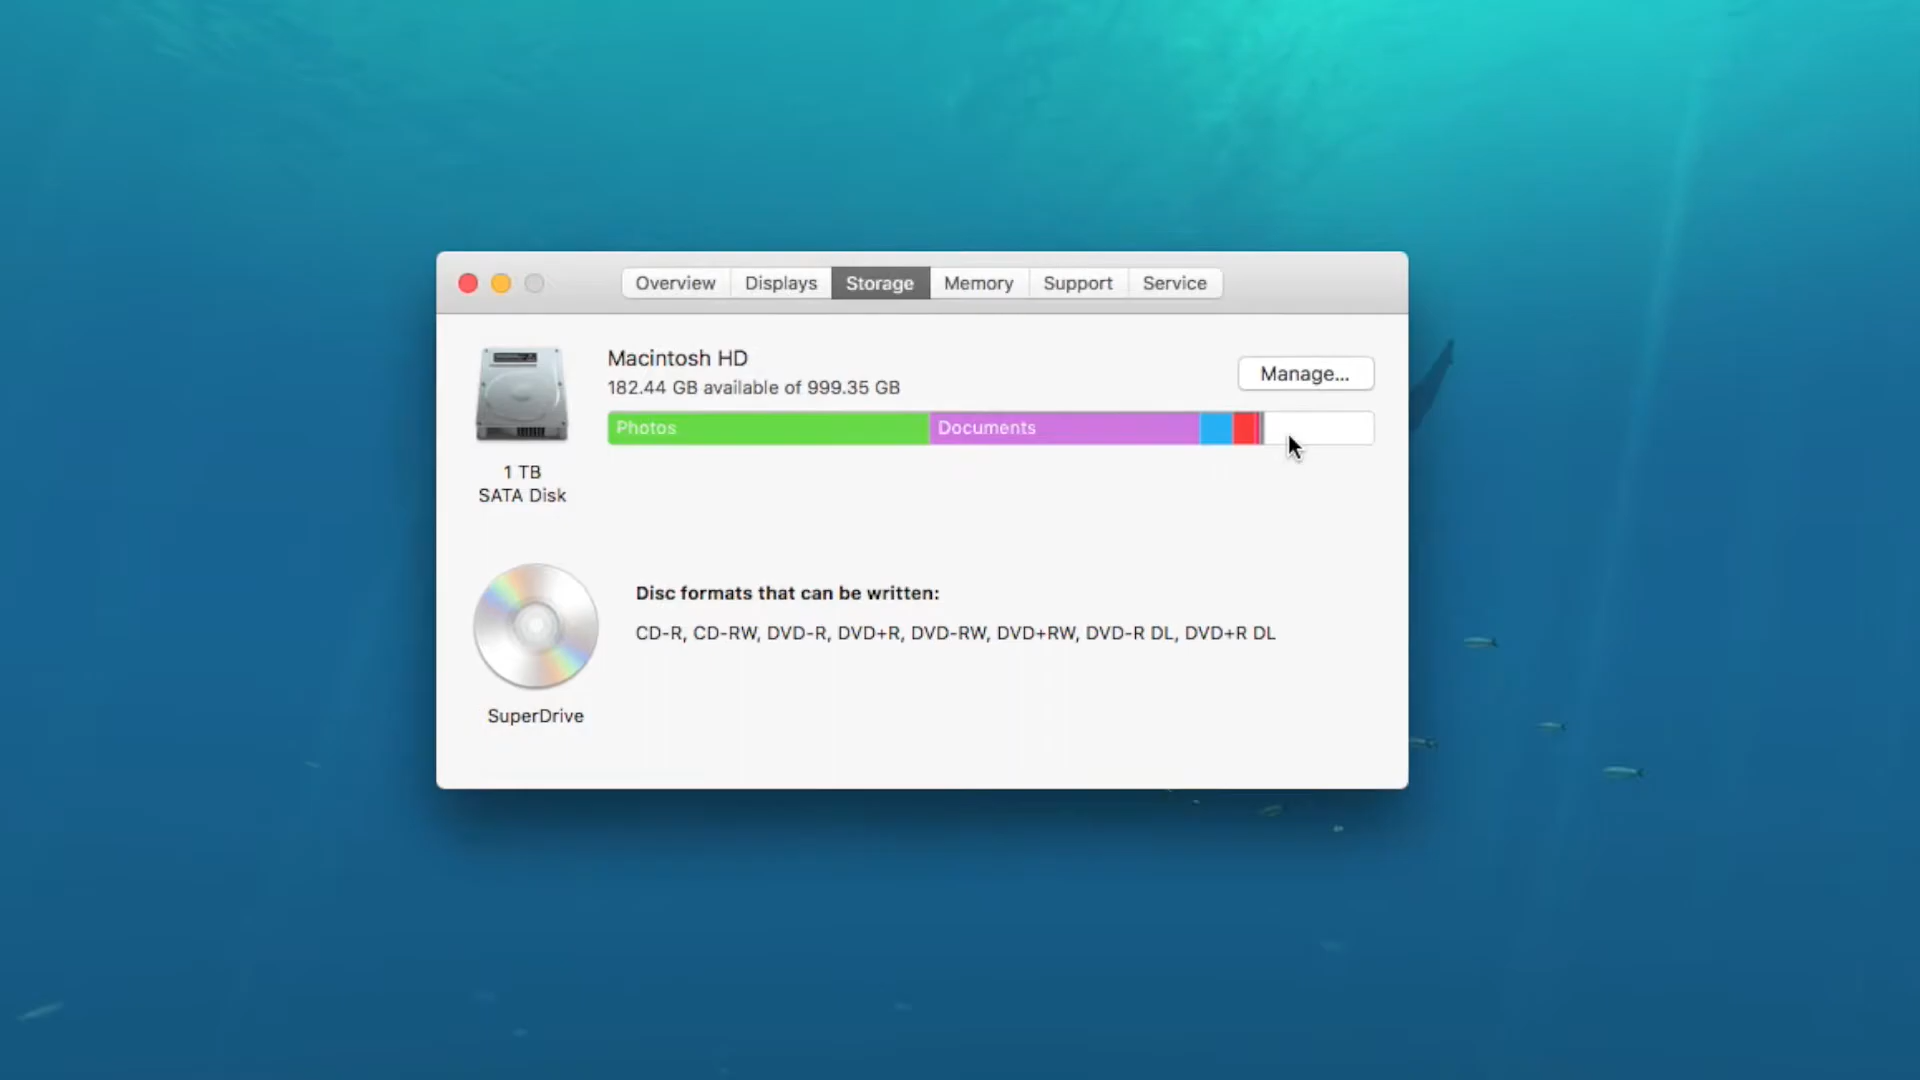 Overview Displays Storage Memory Support Service
Macintosh HD
182.44 GB available of 999.35 GB
Manage...
Photos Documents
1 TB
SATA Disk
Disc formats that can be written:
CD-R, CD-RW, DVD-R, DVD+R, DVD-RW, DVD+RW, DVD-R DL, DVD+R DL
SuperDrive